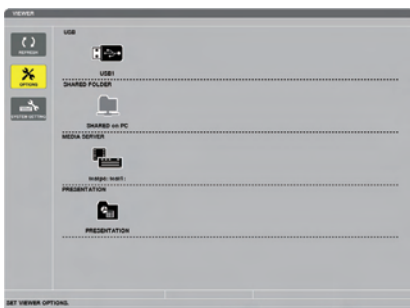 VIEWER
USB
REFRESH
USB1
OPTIONS
SHARED FOLDER
SYSTEM SETTING
SHARED on PC
MEDIA SERVER
PRESENTATION
PRESENTATION
SET VIEWER OPTIONS.